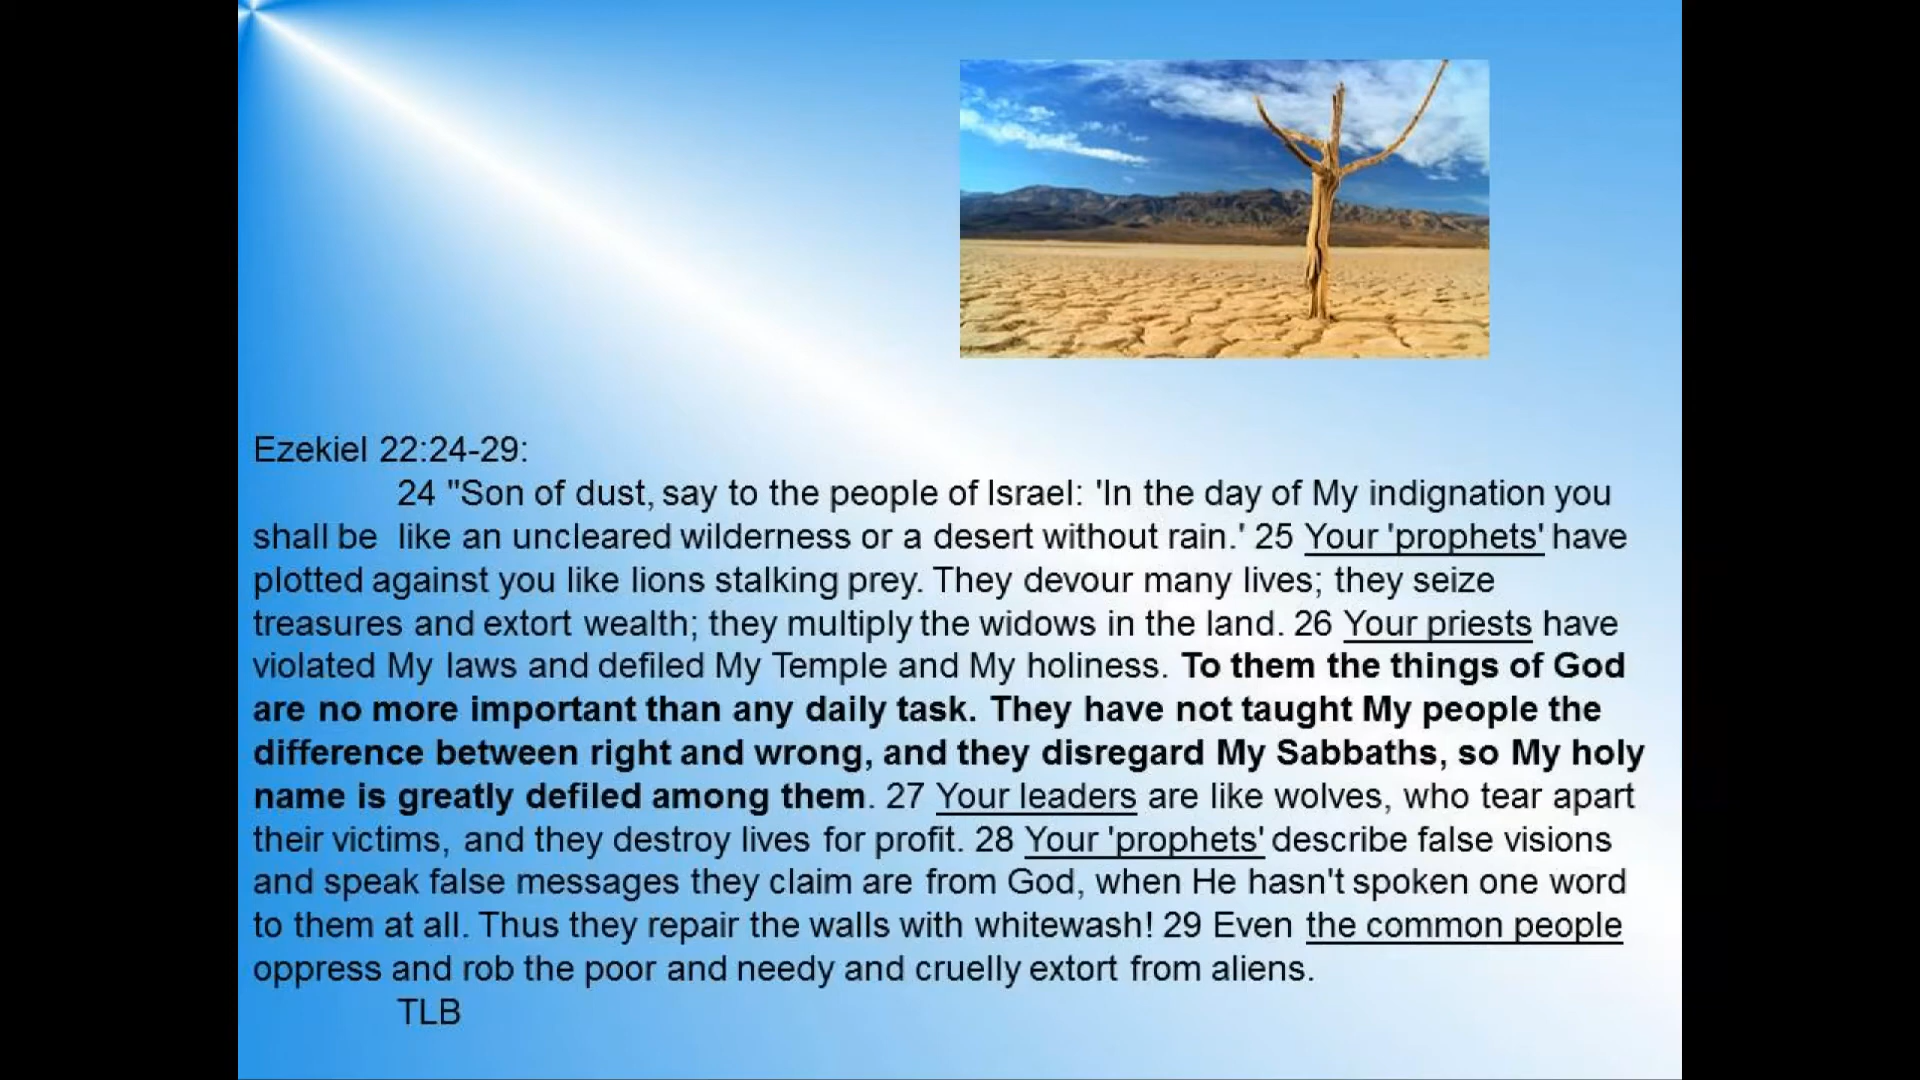 Ezekiel 22:24-29:
24 "Son of dust, say to the people of Israel: 'In the day of My indignation you
shall be  like an uncleared wilderness or a desert without rain.' 25 Your 'prophets' have
plotted against you like lions stalking prey. They devour many lives; they seize
treasures and extort wealth; they multiply the widows in the land. 26 Your priests have
violated My laws and defiled My Temple and My holiness. To them the things of God
are no more important than any daily task. They have not taught My people the
difference between right and wrong, and they disregard My Sabbaths, so My holy
name is greatly defiled among them. 27 Your leaders are like wolves, who tear apart
their victims, and they destroy lives for profit. 28 Your 'prophets' describe false visions
and speak false messages they claim are from God, when He hasn't spoken one word
to them at all. Thus they repair the walls with whitewash! 29 Even the common people
oppress and rob the poor and needy and cruelly extort from aliens.
TLB